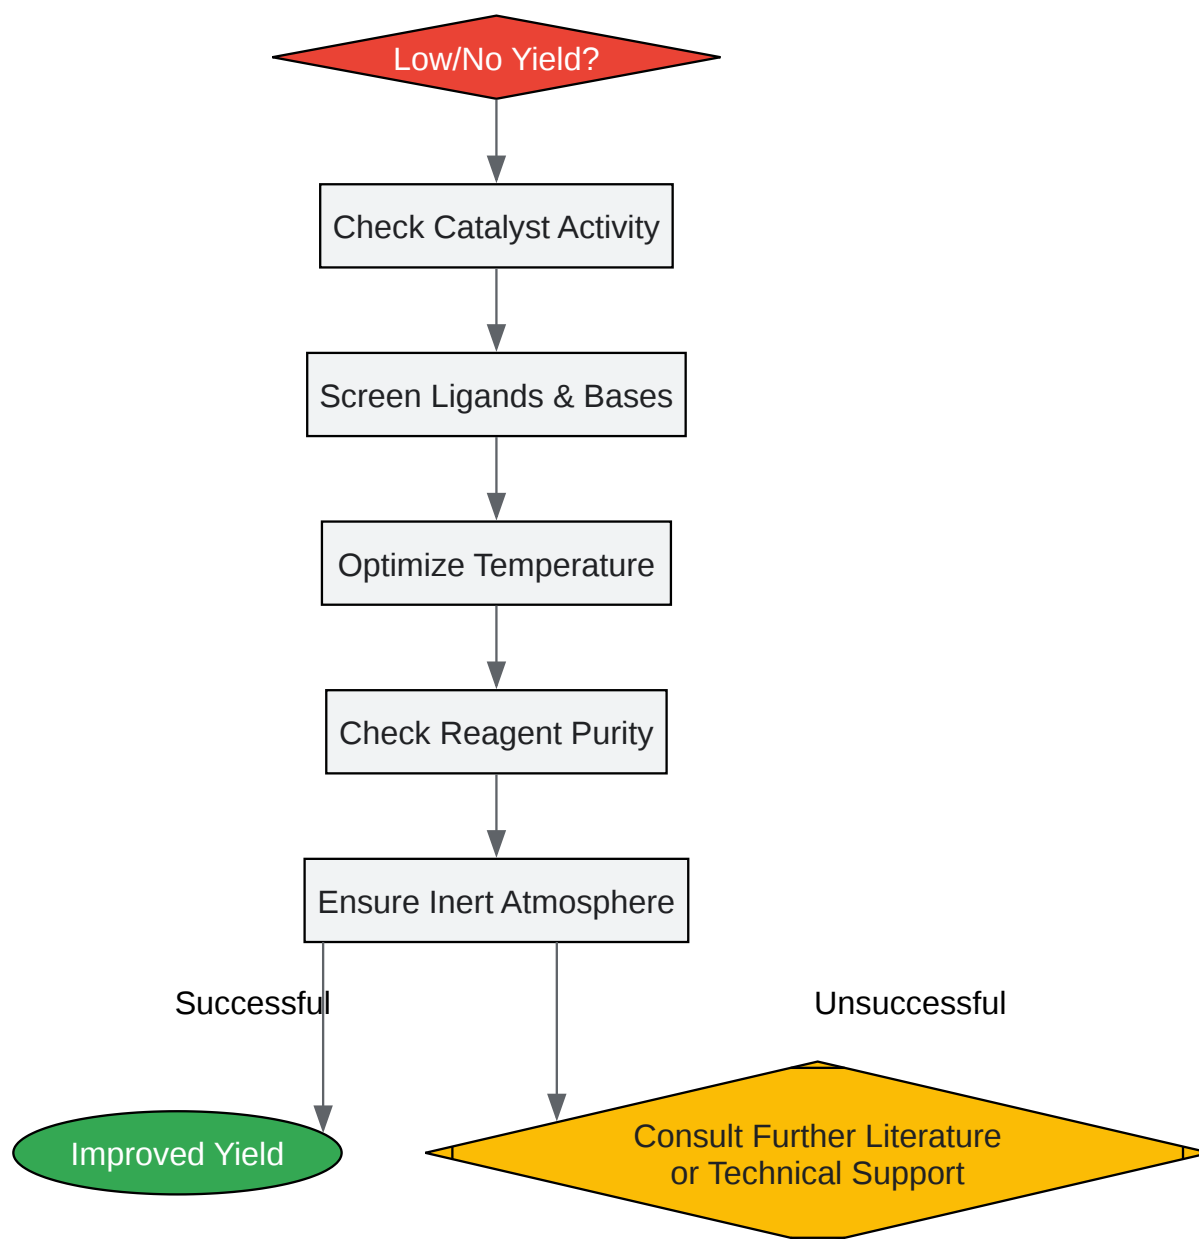 Low/No Yield?
Check Catalyst Activity
Screen Ligands & Bases
Optimize Temperature
Check Reagent Purity
Ensure Inert Atmosphere
Successful
Unsuccessful
Improved Yield
Consult Further Literature
or Technical Support